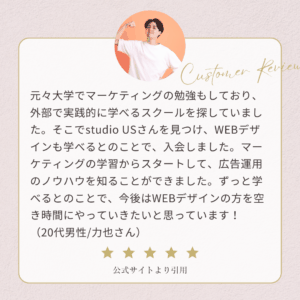 Customer Review
元々大学でマーケティングの勉強もしており、
外部で実践的に学べるスクールを探していまし
た。そこでstudio USさんを見つけ、WEBデザ
インも学べるとのことで、入会しました。マー
ケティングの学習からスタートして、広告運用
のノウハウを知ることができました。ずっと学
べるとのことで、今後はWEBデザインの方を空
き時間にやっていきたいと思っています！
（20代男性/力也さん）
公式サイトより引用